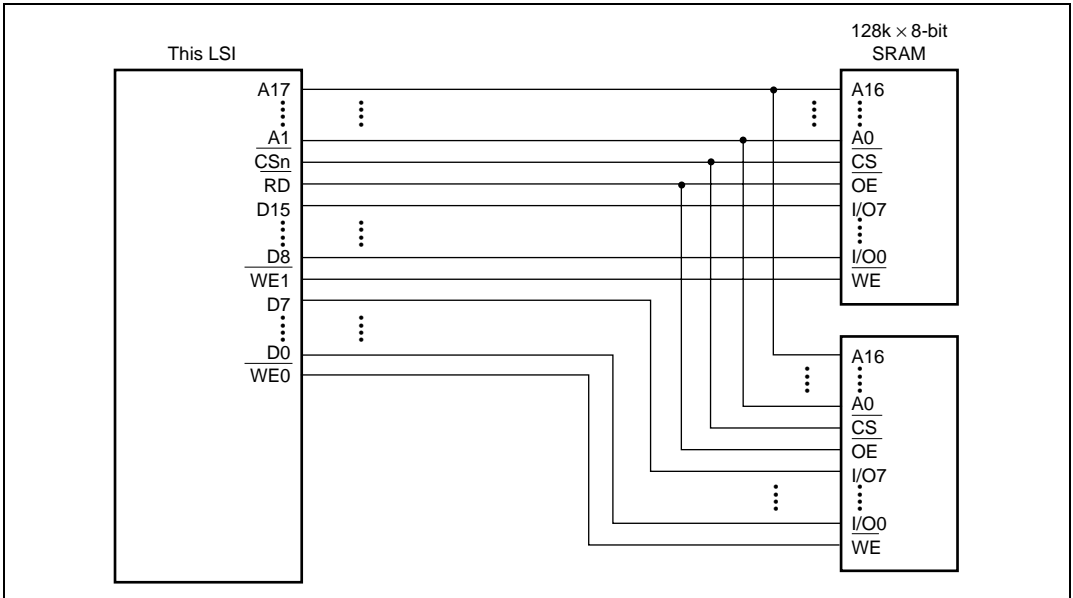 This LSI
128k × 8-bit
SRAM
A17
A1
CSn
RD
D15
D8
WE1
D7
D0
WE0
A16
A0
CS
OE
I/O7
I/O0
WE
A16
A0
CS
OE
I/O7
I/O0
WE